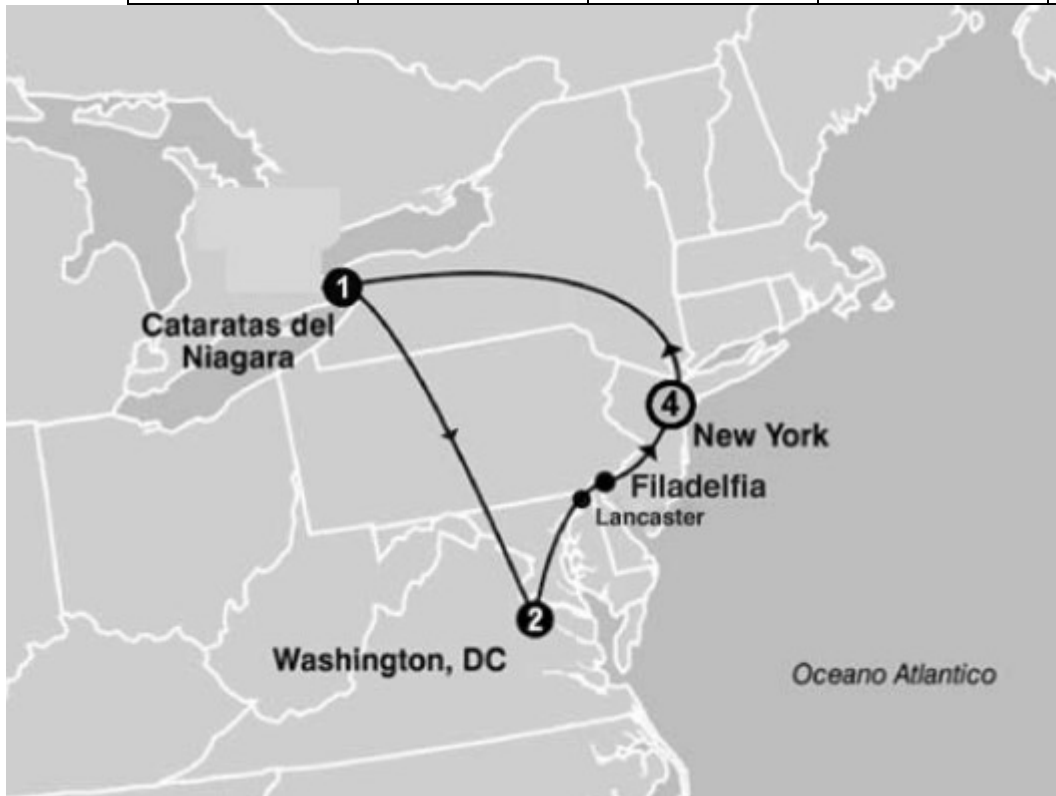 1
Cataratas del
Niagara
4
New York
Filadelfia
Lancaster
2
Washington, DC
Oceano Atlantico